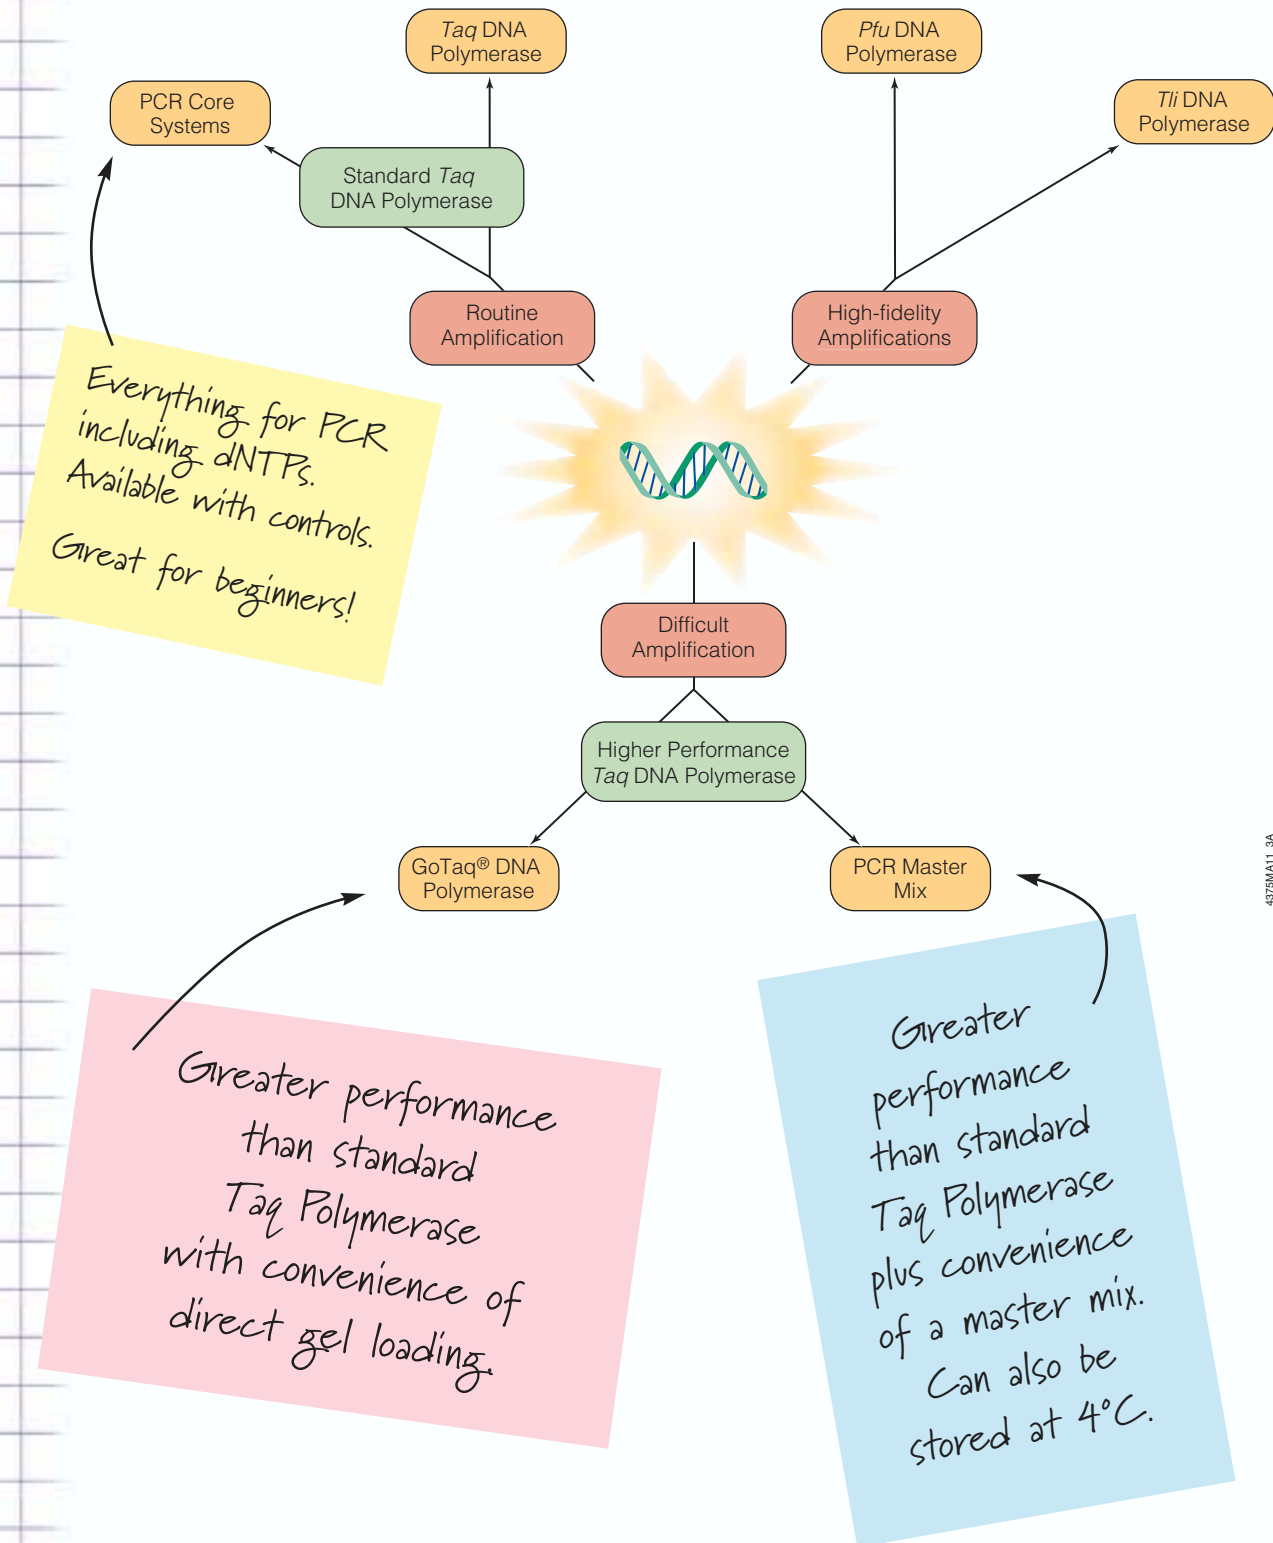 Taq DNA
Polymerase
Pfu DNA
Polymerase
PCR Core
Systems
Tli DNA
Polymerase
Standard Taq
DNA Polymerase
Routine
Amplification
High-fidelity
Amplifications
Everything for PCR
including dNTPs.
Available with controls.
Great for beginners!
Difficult
Amplification
Higher Performance
Taq DNA Polymerase
GoTaq® DNA
Polymerase
PCR Master
Mix
4375MA11_3A
Greater performance
than standard
Taq Polymerase
with convenience of
direct gel loading.
Greater
performance
than standard
Taq Polymerase
plus convenience
of a master mix.
Can also be
stored at 4°C.